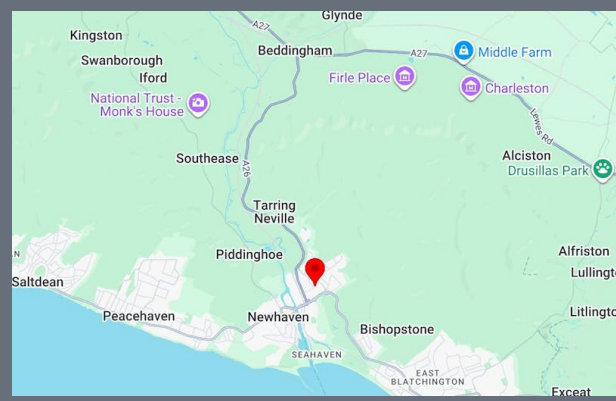 Glynde
A27
Kingston
Beddingham
A27
Middle Farm
Swanborough
Iford
Firle Place
Charleston
National Trust -
Monk's House
Lewes Rd
Southease
A26
Alciston
Drusillas Park
Tarring
Neville
Piddinghoe
Alfriston
Lullingt
Saltdean
Peacehaven
Newhaven
Litlingto
Bishopstone
SEAHAVEN
EAST
BLATCHINGTON
Exceat